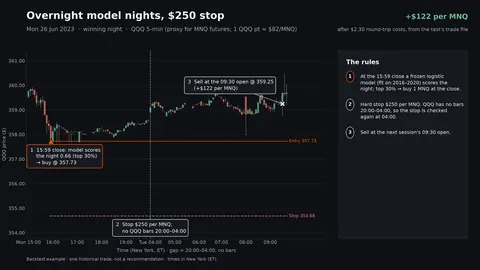 Overnight model nights, $250 stop
+$122 per MNQ
Mon 26 Jun 2023 · winning night · QQQ 5-min (proxy for MNQ futures; 1 QQQ pt ≈ $82/MNQ)
after $2.30 round-trip costs, from the test's trade file
The rules
1 At the 15:59 close a frozen logistic
model (fit on 2016–2020) scores the
night; top 30% → buy 1 MNQ at the close.
2 Hard stop $250 per MNQ. QQQ has no bars
20:00–04:00, so the stop is checked
again at 04:00.
3 Sell at the next session's 09:30 open.
361.00
360.00
359.00
358.00
357.00
356.00
355.00
354.00
QQQ price ($)
3 Sell at the 09:30 open @ 359.25
(+$122 per MNQ)
Entry 357.73
1 15:59 close: model scores
the night 0.66 (top 30%)
→ buy @ 357.73
Stop 354.68
2 Stop $250 per MNQ;
no QQQ bars 20:00–04:00
Mon 15:00 16:00 17:00 18:00 19:00 Tue 04:00 05:00 06:00 07:00 08:00 09:00
Time (New York, ET) · gap = 20:00–04:00, no bars
Backtest example · one historical trade, not a recommendation · times in New York (ET)